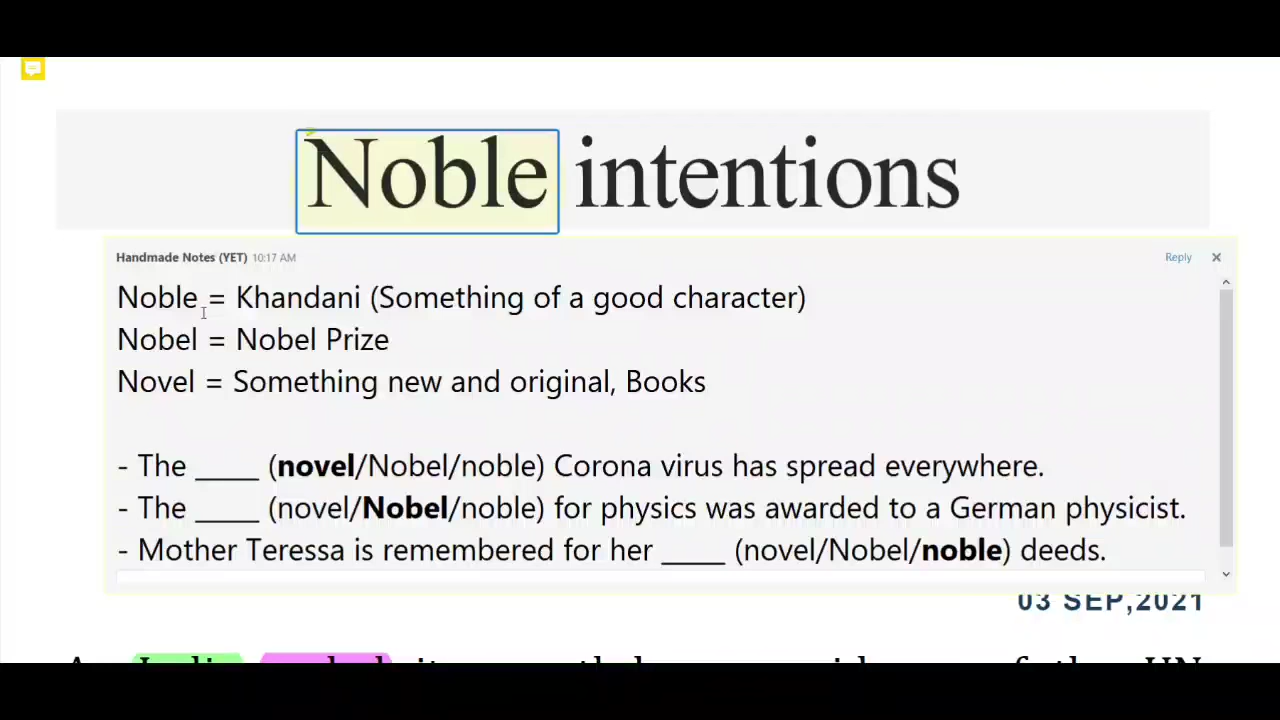 Noble intentions
Handmade Notes (YET) 10:17 AM
Reply
Noble = Khandani (Something of a good character)
Nobel = Nobel Prize
Novel = Something new and original, Books
- The _____ (novel/Nobel/noble) Corona virus has spread everywhere.
- The _____ (novel/Nobel/noble) for physics was awarded to a German physicist.
- Mother Teressa is remembered for her _____ (novel/Nobel/noble) deeds.
03 SEP,2021